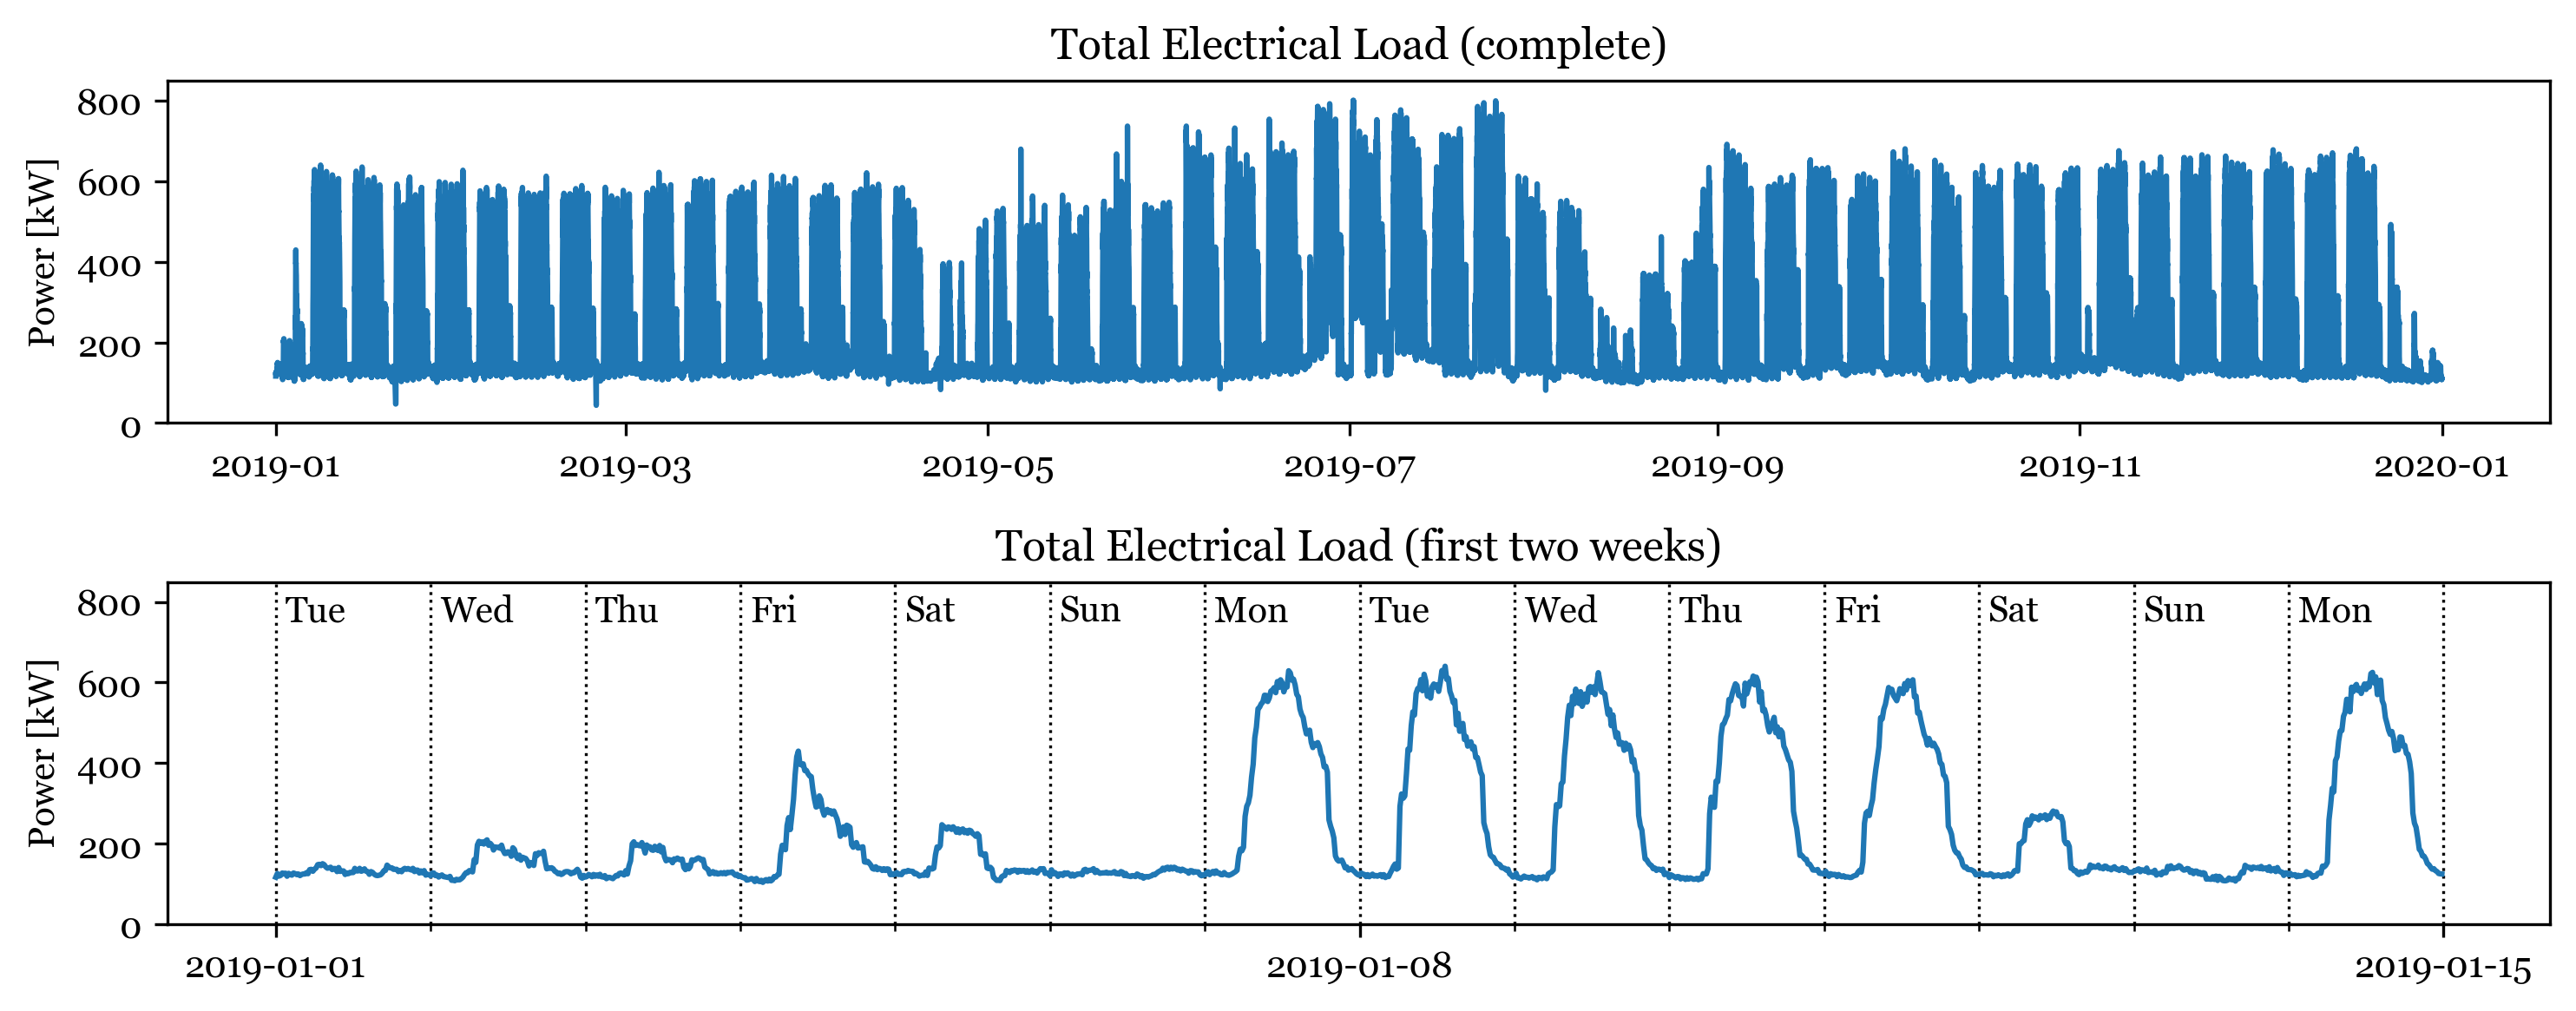 Total Electrical Load (complete)
Power [kW]
800
600
400
200
0
2019-01 2019-03 2019-05 2019-07 2019-09 2019-11 2020-01
Total Electrical Load (first two weeks)
Power [kW]
800
600
400
200
0
Tue Wed Thu Fri Sat Sun Mon Tue Wed Thu Fri Sat Sun Mon
2019-01-01 2019-01-08 2019-01-15